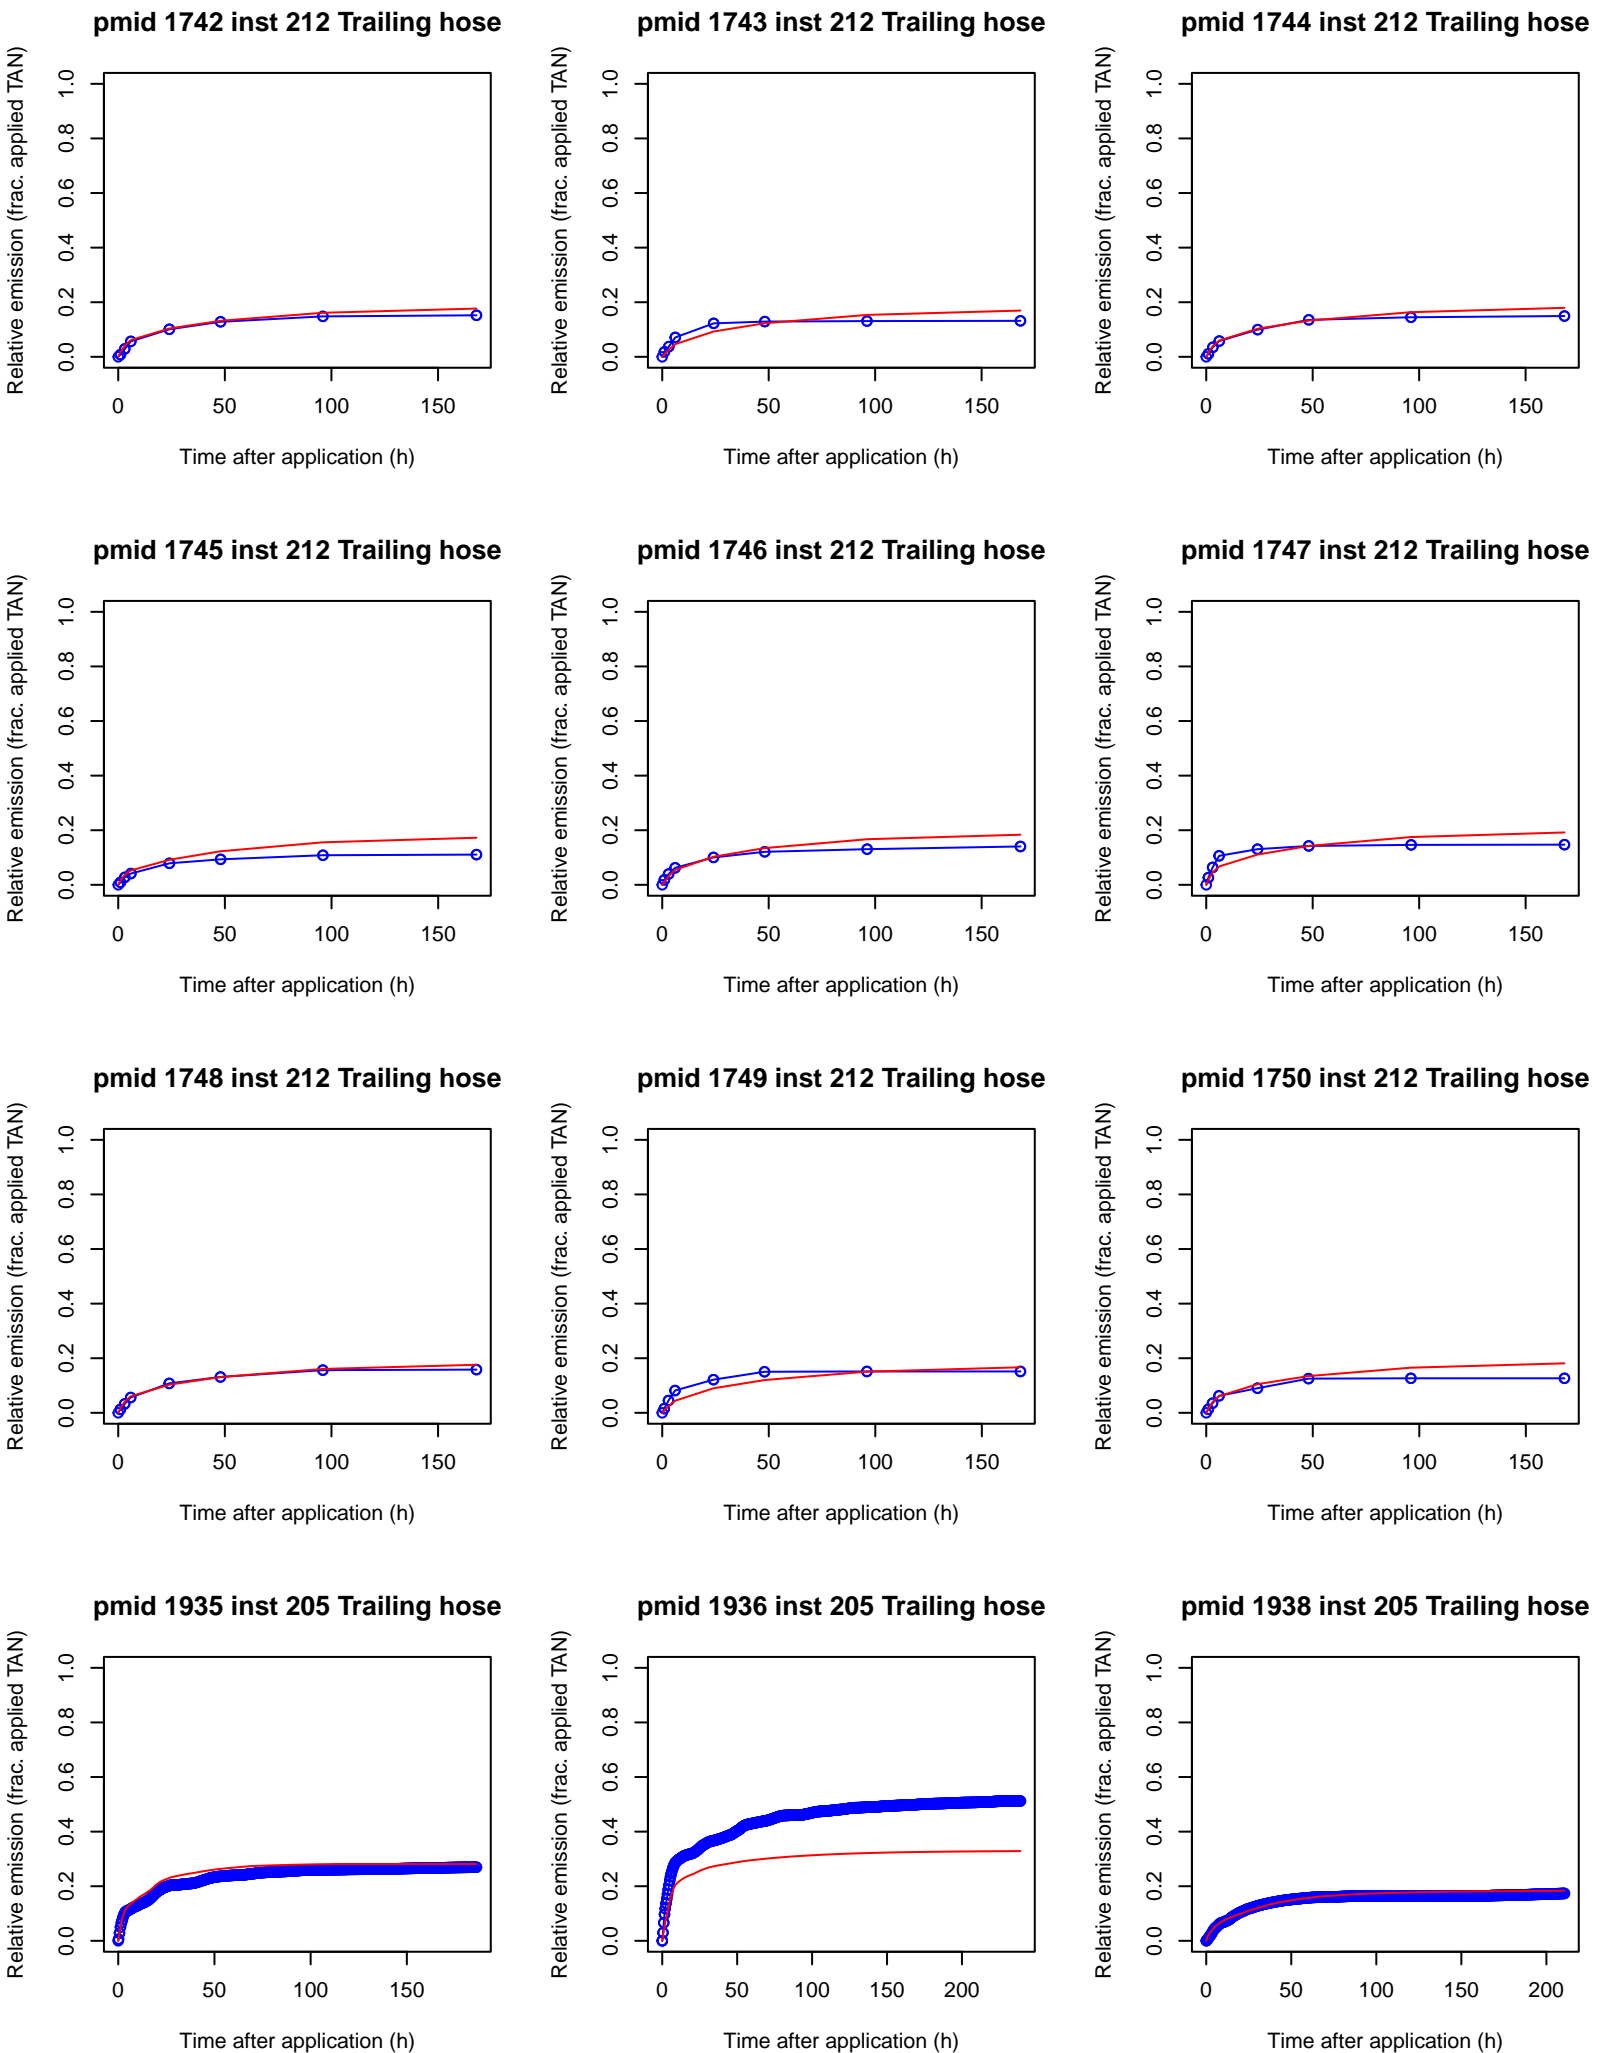 pmid 1742 inst 212 Trailing hose
Relative emission (frac. applied TAN)
1.0
0.8
0.6
0.4
0.2
0.0
0 50 100 150
Time after application (h)
pmid 1743 inst 212 Trailing hose
Relative emission (frac. applied TAN)
1.0
0.8
0.6
0.4
0.2
0.0
0 50 100 150
Time after application (h)
pmid 1744 inst 212 Trailing hose
Relative emission (frac. applied TAN)
1.0
0.8
0.6
0.4
0.2
0.0
0 50 100 150
Time after application (h)
pmid 1745 inst 212 Trailing hose
Relative emission (frac. applied TAN)
1.0
0.8
0.6
0.4
0.2
0.0
0 50 100 150
Time after application (h)
pmid 1746 inst 212 Trailing hose
Relative emission (frac. applied TAN)
1.0
0.8
0.6
0.4
0.2
0.0
0 50 100 150
Time after application (h)
pmid 1747 inst 212 Trailing hose
Relative emission (frac. applied TAN)
1.0
0.8
0.6
0.4
0.2
0.0
0 50 100 150
Time after application (h)
pmid 1748 inst 212 Trailing hose
Relative emission (frac. applied TAN)
1.0
0.8
0.6
0.4
0.2
0.0
0 50 100 150
Time after application (h)
pmid 1749 inst 212 Trailing hose
Relative emission (frac. applied TAN)
1.0
0.8
0.6
0.4
0.2
0.0
0 50 100 150
Time after application (h)
pmid 1750 inst 212 Trailing hose
Relative emission (frac. applied TAN)
1.0
0.8
0.6
0.4
0.2
0.0
0 50 100 150
Time after application (h)
pmid 1935 inst 205 Trailing hose
Relative emission (frac. applied TAN)
1.0
0.8
0.6
0.4
0.2
0.0
0 50 100 150
Time after application (h)
pmid 1936 inst 205 Trailing hose
Relative emission (frac. applied TAN)
1.0
0.8
0.6
0.4
0.2
0.0
0 50 100 150 200
Time after application (h)
pmid 1938 inst 205 Trailing hose
Relative emission (frac. applied TAN)
1.0
0.8
0.6
0.4
0.2
0.0
0 50 100 150 200
Time after application (h)